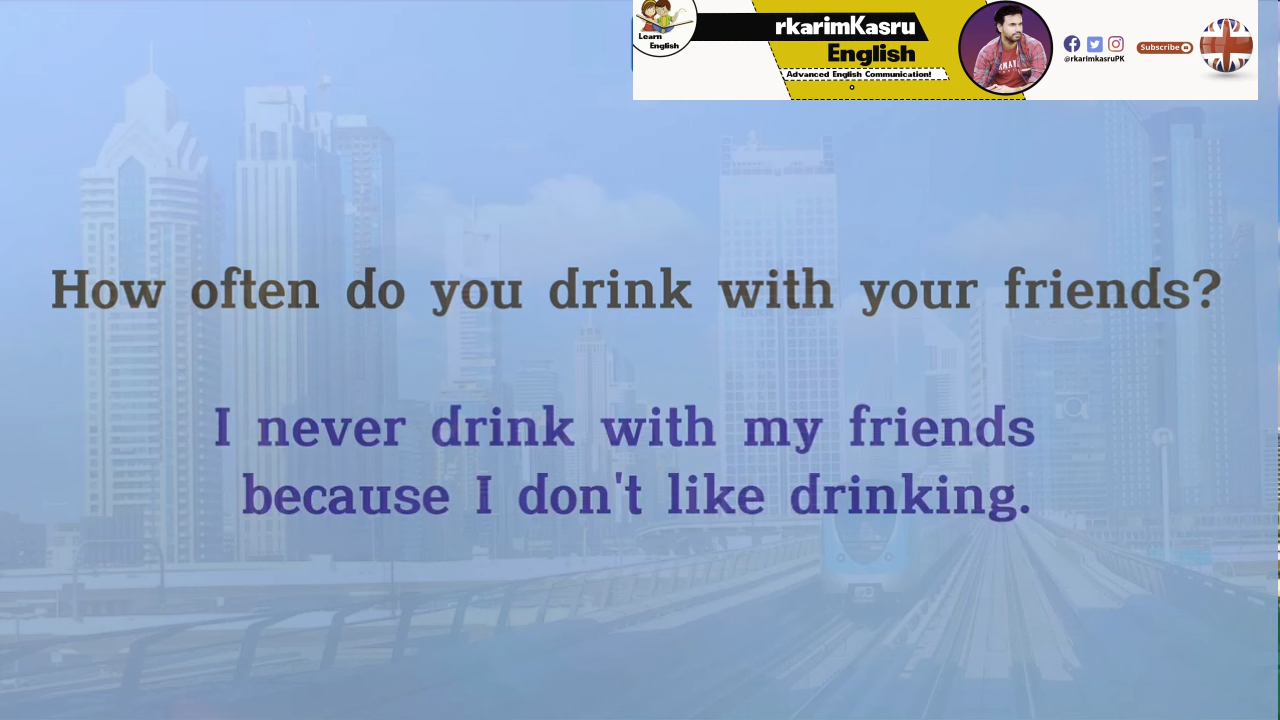 Learn
English
rkarimKasru
English
Advanced English Communication!
@rkarimkasruPK
Subscribe
How often do you drink with your friends?
I never drink with my friends
because I don't like drinking.